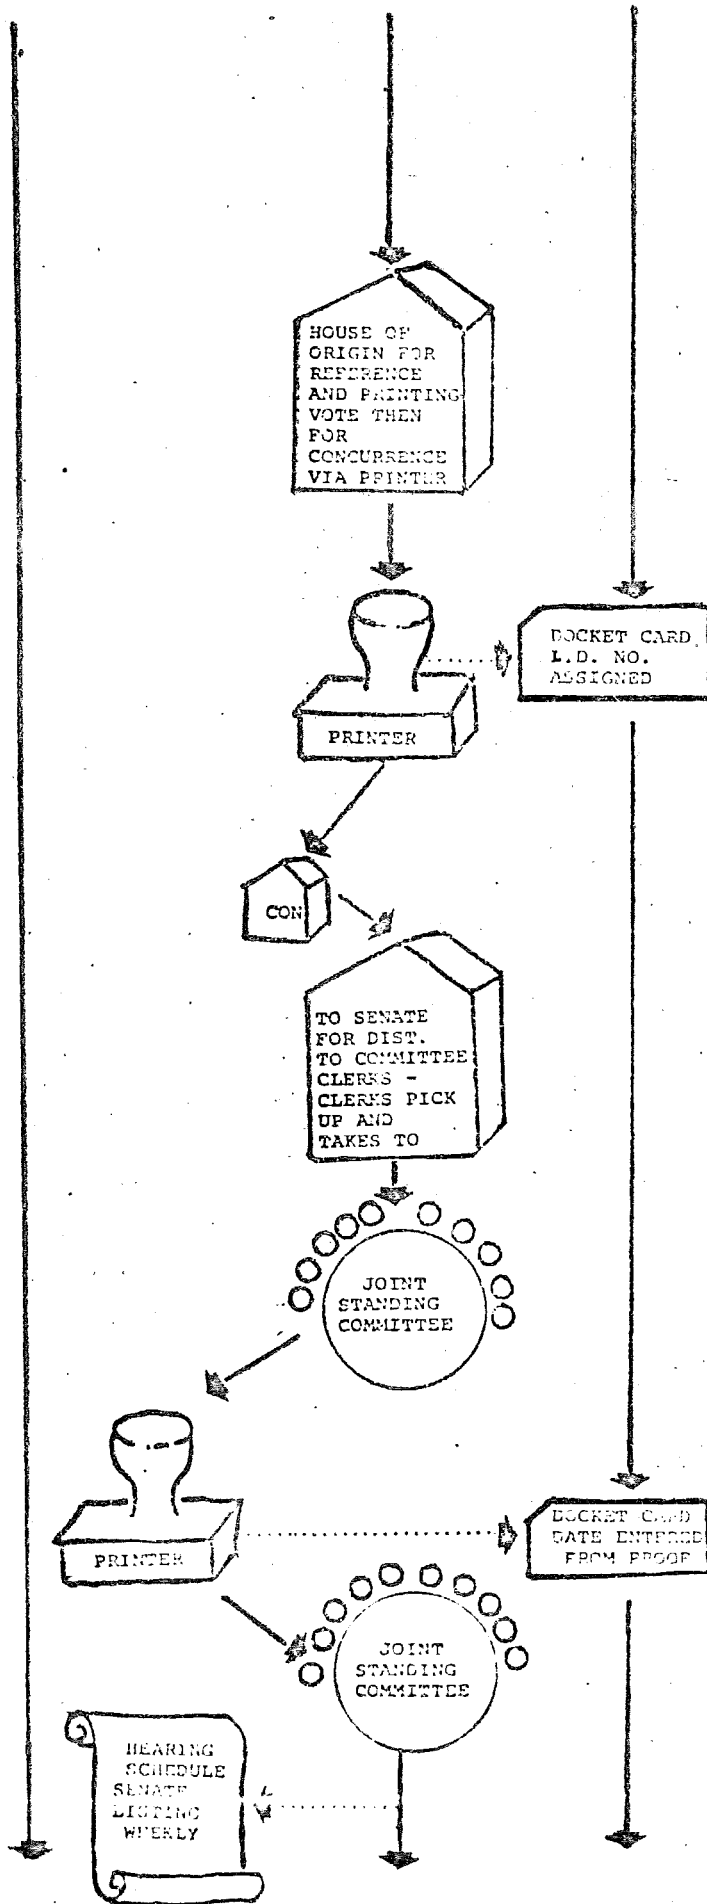 HOUSE OF
ORIGIN FOR
REFERENCE
AND PRINTING
VOTE THEN
FOR
CONCURRENCE
VIA PRINTER
PRINTER
DOCKET CARD
L.D. NO.
ASSIGNED
CON
TO SENATE
FOR DIST.
TO COMMITTEE
CLERKS -
CLERKS PICK
UP AND
TAKES TO
JOINT
STANDING
COMMITTEE
PRINTER
DOCKET CARD
DATE ENTERED
FROM PROOF
JOINT
STANDING
COMMITTEE
HEARING
SCHEDULE
SENATE
LISTING
WEEKLY